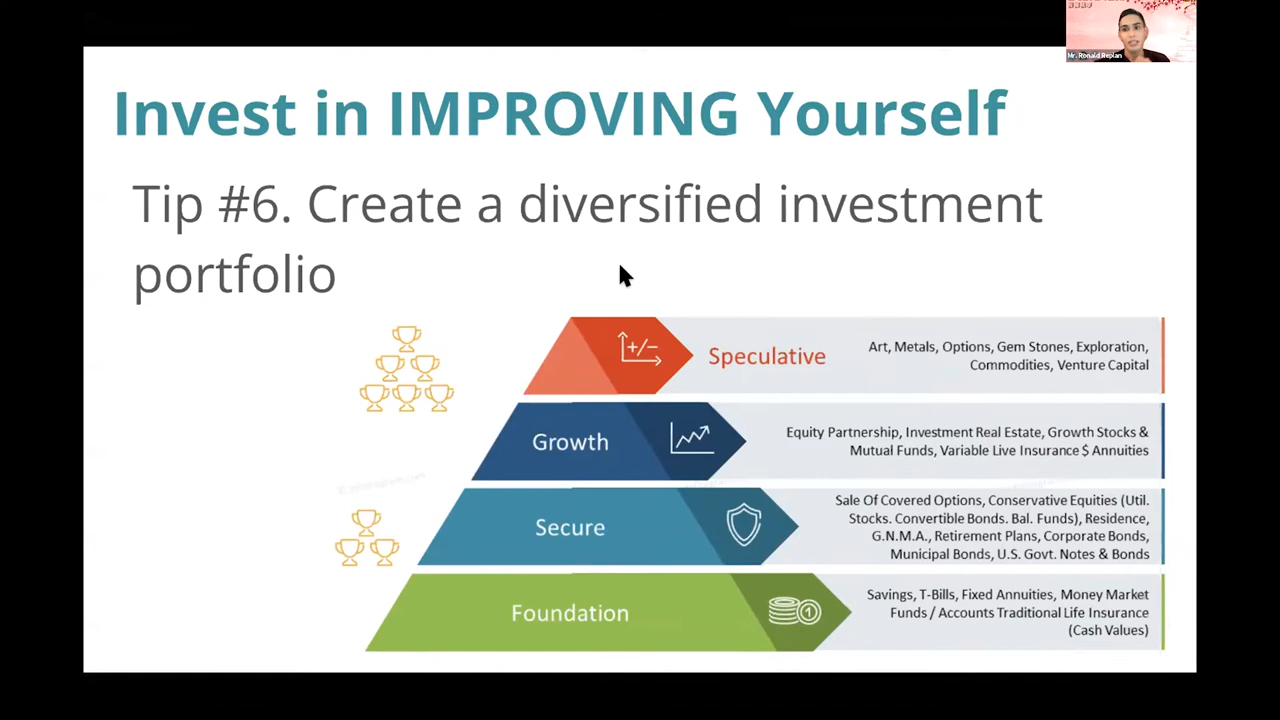 Mr. Ronald Replan
Invest in IMPROVING Yourself
Tip #6. Create a diversified investment
portfolio
+/-
Speculative
Art, Metals, Options, Gem Stones, Exploration,
Commodities, Venture Capital
Growth
Equity Partnership, Investment Real Estate, Growth Stocks &
Mutual Funds, Variable Live Insurance $ Annuities
Secure
Sale Of Covered Options, Conservative Equities (Util.
Stocks. Convertible Bonds. Bal. Funds), Residence,
G.N.M.A., Retirement Plans, Corporate Bonds,
Municipal Bonds, U.S. Govt. Notes & Bonds
Foundation
1
Savings, T-Bills, Fixed Annuities, Money Market
Funds / Accounts Traditional Life Insurance
(Cash Values)